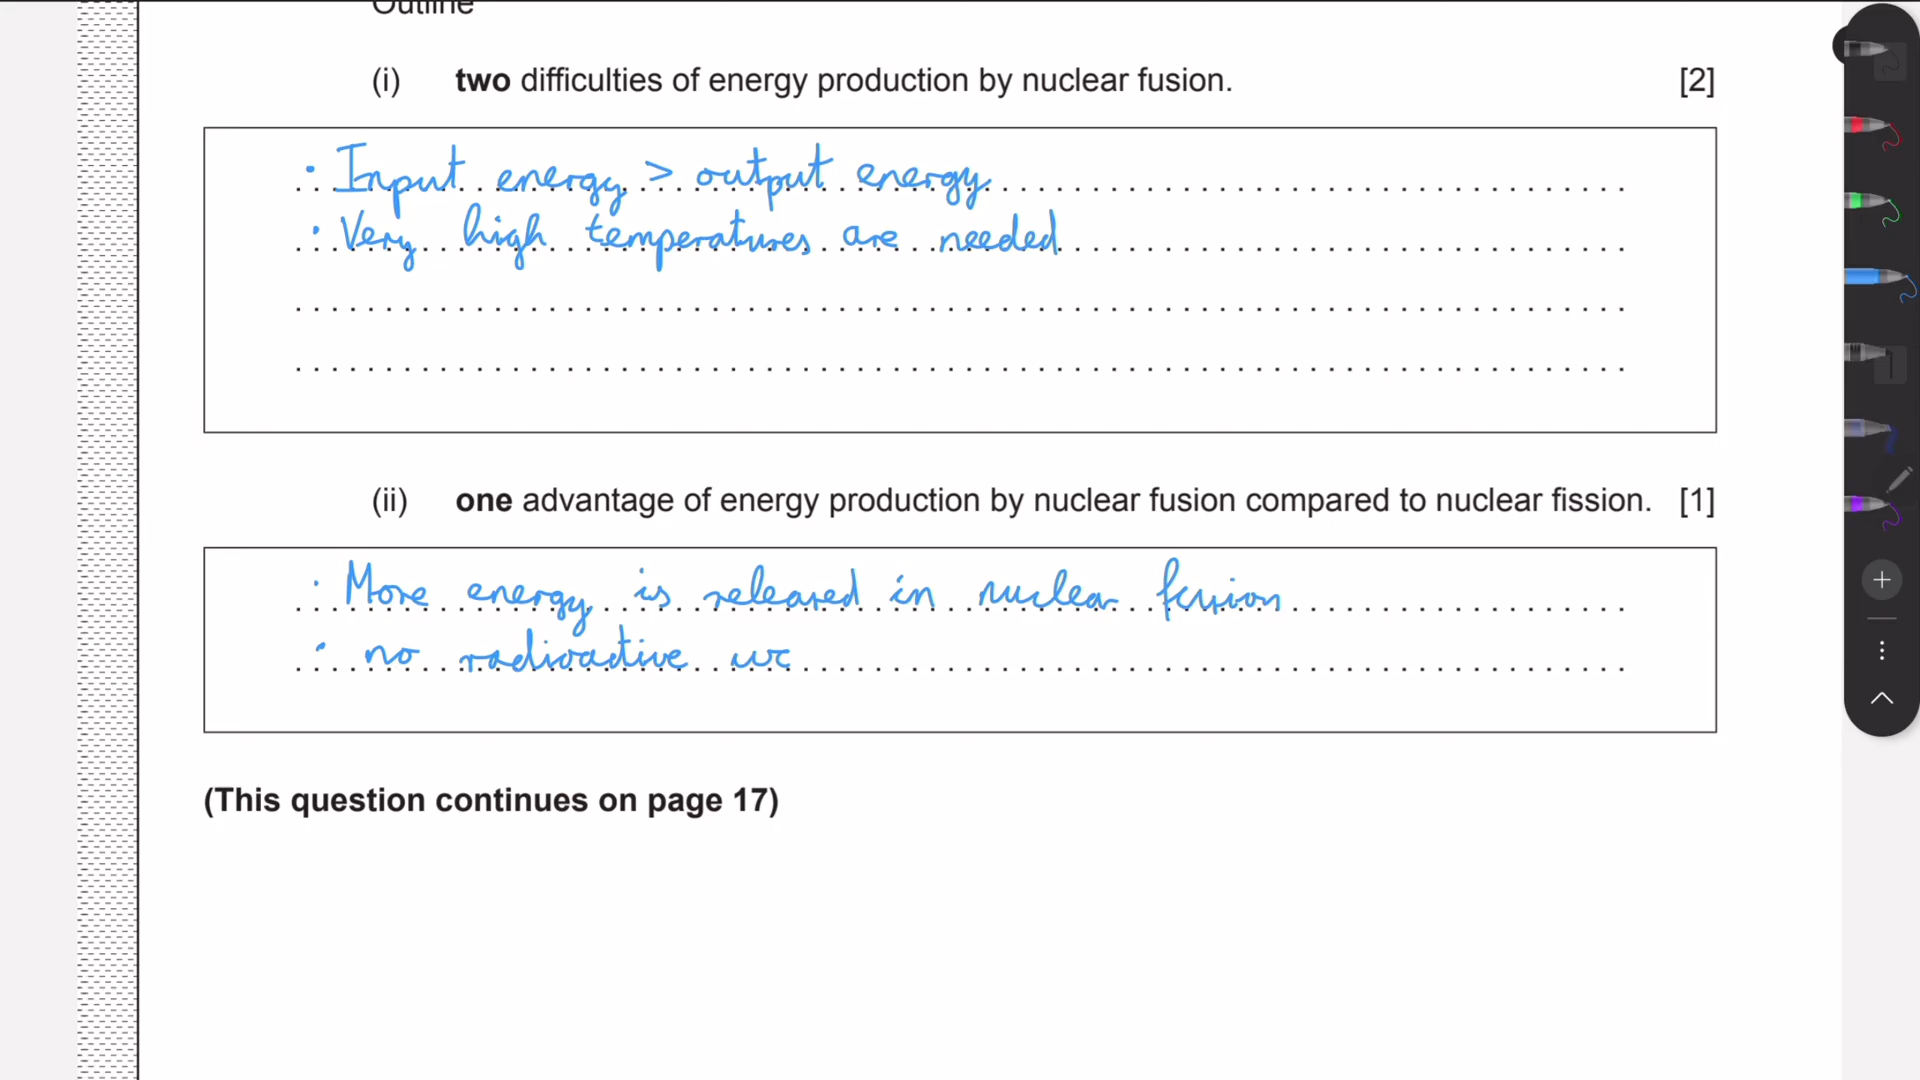 Outline
(i) two difficulties of energy production by nuclear fusion. [2]
• Input energy > output energy
• Very high temperatures are needed
(ii) one advantage of energy production by nuclear fusion compared to nuclear fission. [1]
• More energy is released in nuclear fusion
• no radioactive wc
(This question continues on page 17)